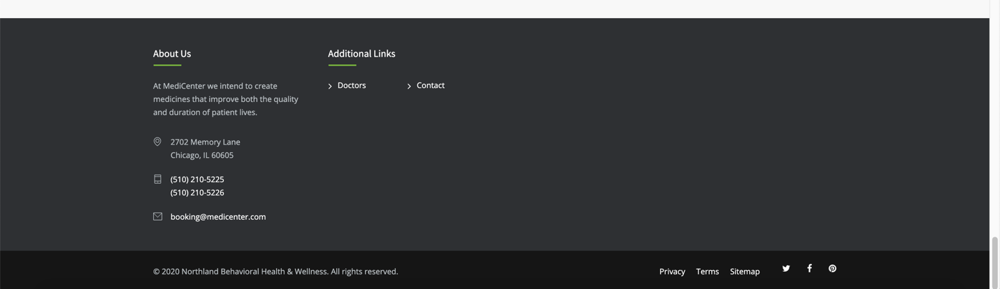 About Us
At MediCenter we intend to create
medicines that improve both the quality
and duration of patient lives.
2702 Memory Lane
Chicago, IL 60605
(510) 210-5225
(510) 210-5226
booking@medicenter.com
Additional Links
Doctors
Contact
© 2020 Northland Behavioral Health & Wellness. All rights reserved.
Privacy Terms Sitemap